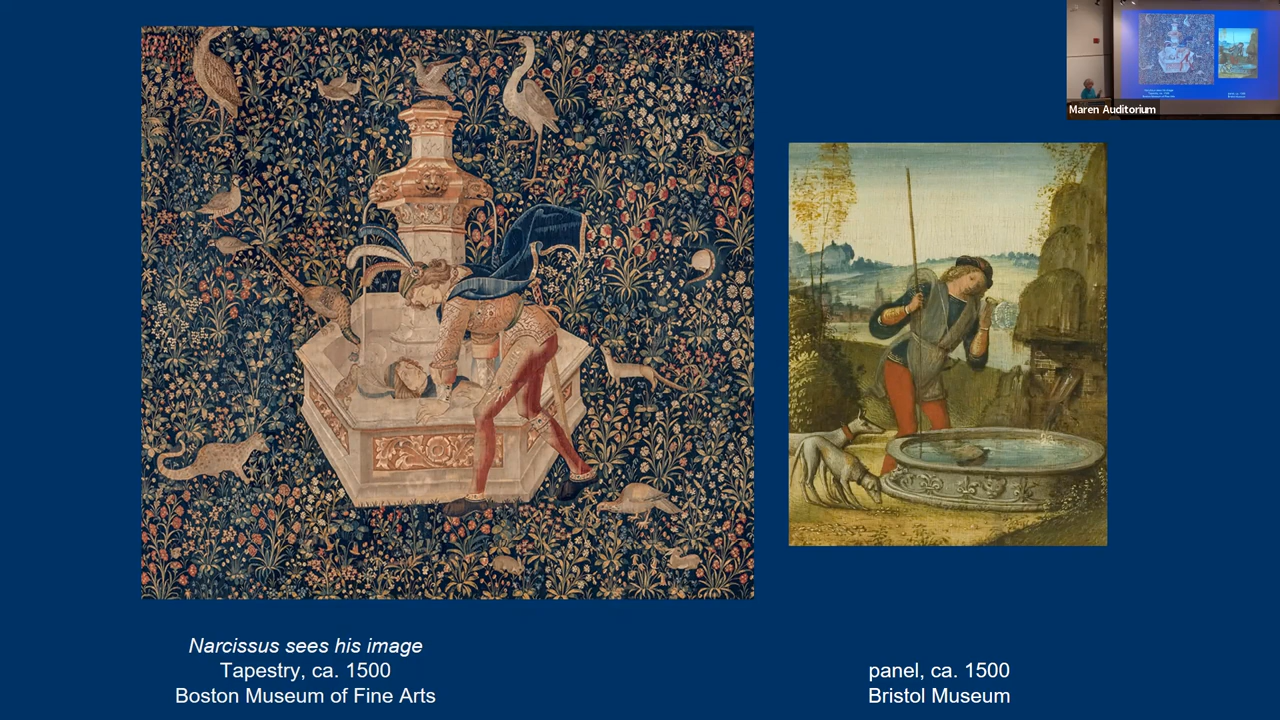 Maren Auditorium
Narcissus sees his image
Tapestry, ca. 1500
Boston Museum of Fine Arts
panel, ca. 1500
Bristol Museum